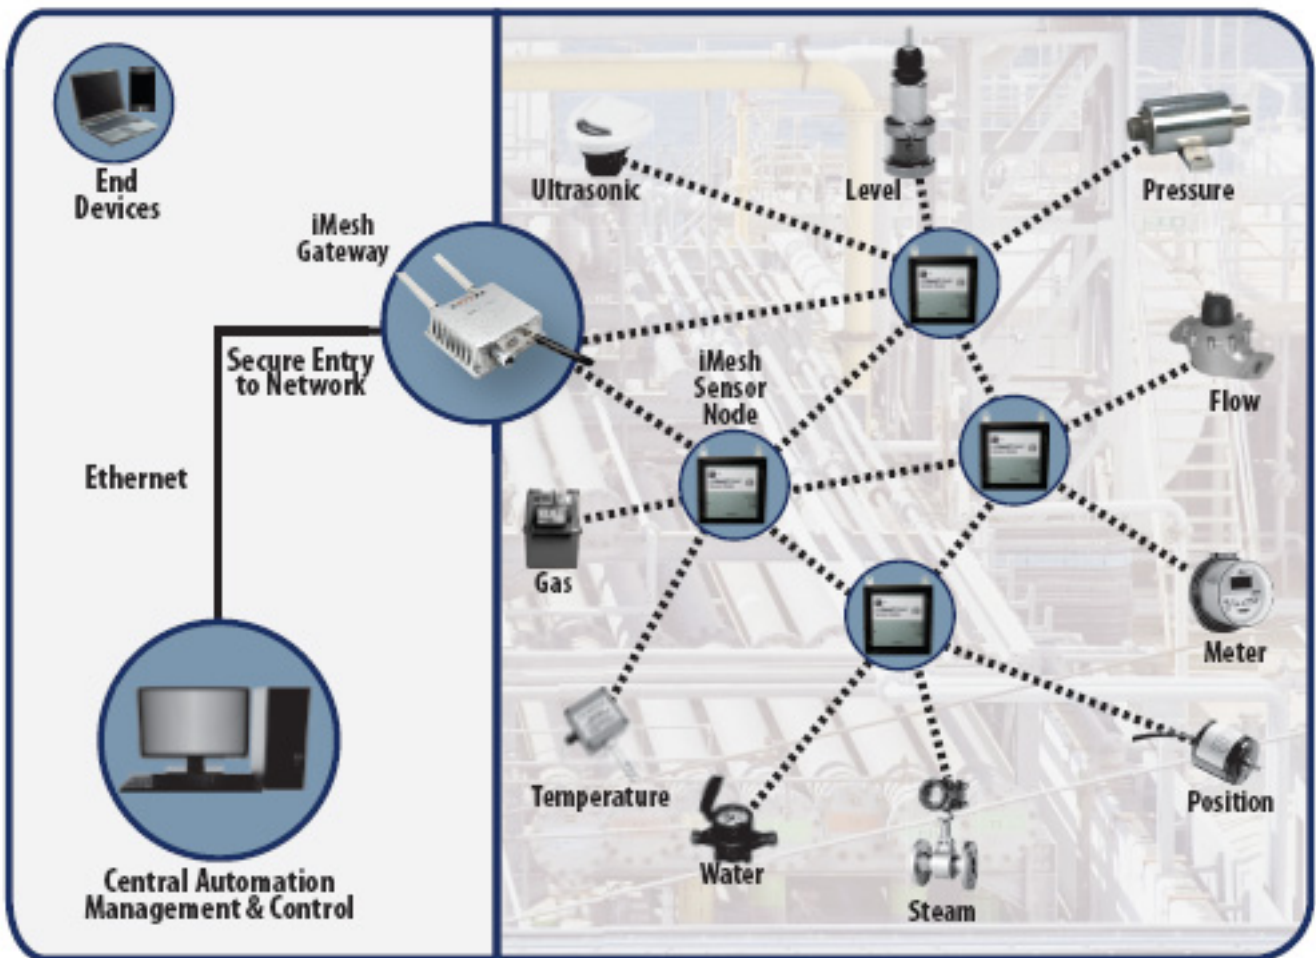 End
Devices
iMesh
Gateway
Secure Entry
to Network
Ethernet
Central Automation
Management & Control
Ultrasonic
Level
Pressure
iMesh
Sensor
Node
Flow
Gas
Meter
Temperature
Water
Steam
Position